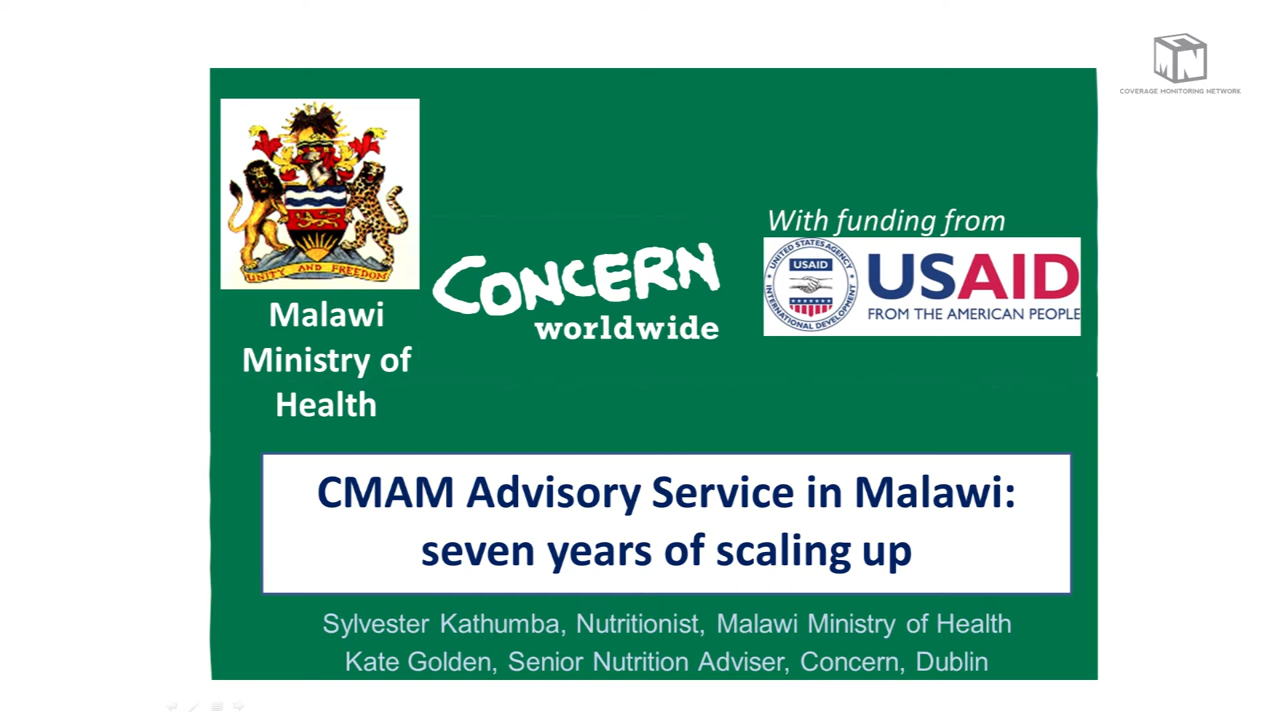 COVERAGE MONITORING NETWORK
UNITY AND FREEDOM
Malawi
Ministry of
Health
CONCERN
worldwide
With funding from
UNITED STATES AGENCY
USAID
INTERNATIONAL DEVELOPMENT
USAID
FROM THE AMERICAN PEOPLE
CMAM Advisory Service in Malawi:
seven years of scaling up
Sylvester Kathumba, Nutritionist, Malawi Ministry of Health
Kate Golden, Senior Nutrition Adviser, Concern, Dublin